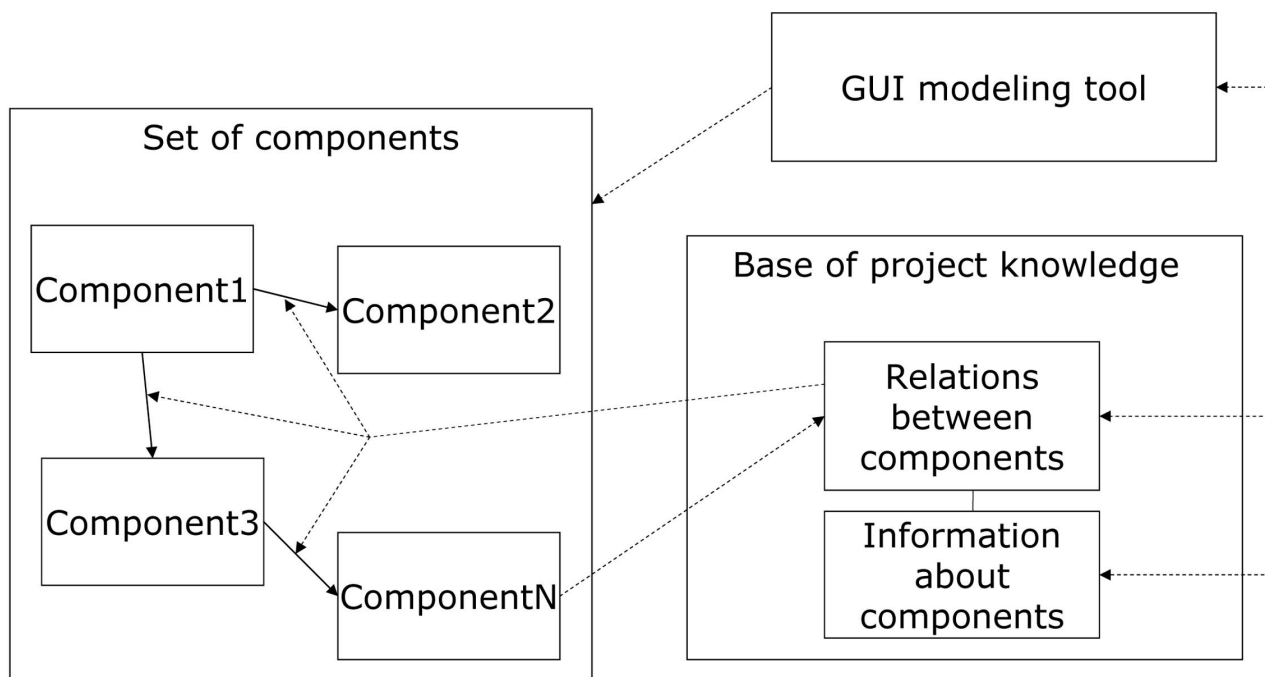 GUI modeling tool
Set of components
Component1
Component2
Component3
ComponentN
Base of project knowledge
Relations
between
components
Information
about
components